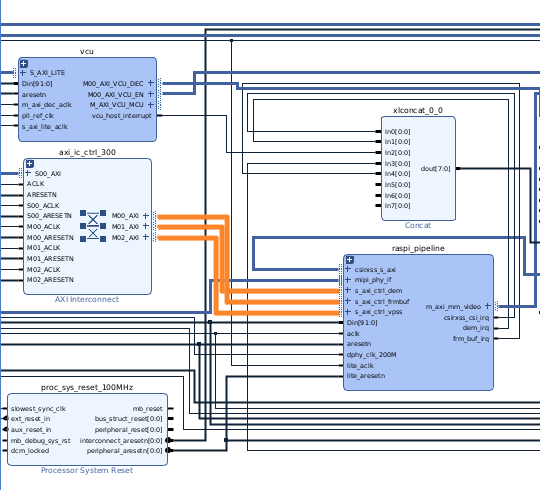 vcu
S_AXI_LITE
Din[91:0]
aresetn
m_axi_dec_aclk
pll_ref_clk
s_axi_lite_aclk
M00_AXI_VCU_DEC
M00_AXI_VCU_EN
M_AXI_VCU_MCU
vcu_host_interrupt
axi_ic_ctrl_300
S00_AXI
ACLK
ARESETN
S00_ACLK
S00_ARESETN
M00_ACLK
M00_ARESETN
M01_ACLK
M01_ARESETN
M02_ACLK
M02_ARESETN
M00_AXI
M01_AXI
M02_AXI
AXI Interconnect
xlconcat_0_0
In0[0:0]
In1[0:0]
In2[0:0]
In3[0:0]
In4[0:0]
In5[0:0]
In6[0:0]
In7[0:0]
dout[7:0]
Concat
raspi_pipeline
csirxss_s_axi
mipi_phy_if
s_axi_ctrl_dem
s_axi_ctrl_frmbuf
s_axi_ctrl_vpss
Din[91:0]
aclk
aresetn
dphy_clk_200M
lite_aclk
lite_aresetn
m_axi_mm_video
csirxss_csi_irq
dem_irq
frm_buf_irq
proc_sys_reset_100MHz
slowest_sync_clk
ext_reset_in
aux_reset_in
mb_debug_sys_rst
dcm_locked
mb_reset
bus_struct_reset[0:0]
peripheral_reset[0:0]
interconnect_aresetn[0:0]
peripheral_aresetn[0:0]
Processor System Reset